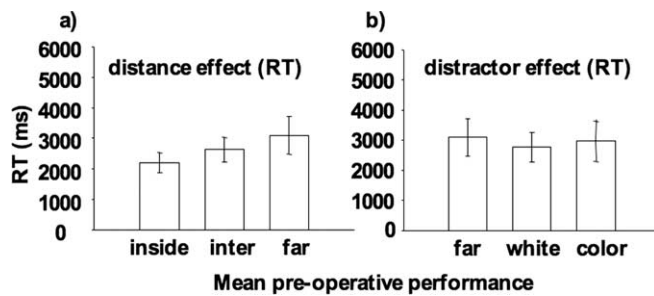 a)
6000
5000
4000
3000
2000
1000
0
RT (ms)
distance effect (RT)
inside inter far
b)
6000
5000
4000
3000
2000
1000
0
distractor effect (RT)
far white color
Mean pre-operative performance